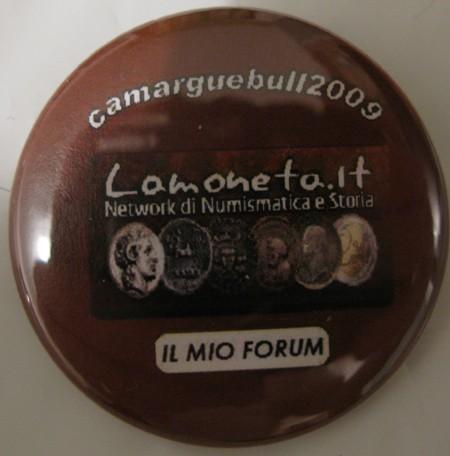 camarguebull2009
Lamoneta.it
Network di Numismatica e Storia
IL MIO FORUM